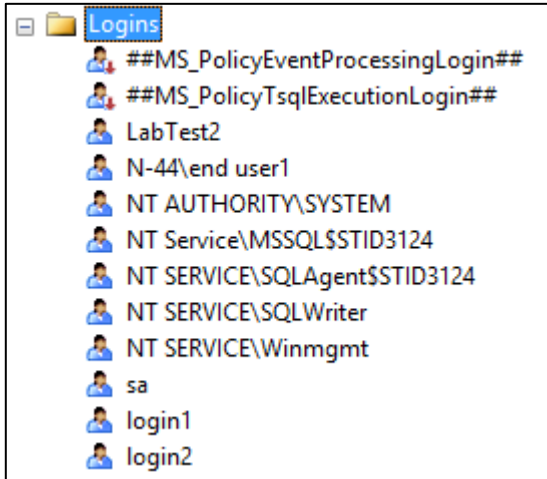 Logins
##MS_PolicyEventProcessingLogin##
##MS_PolicyTsqlExecutionLogin##
LabTest2
N-44\end user1
NT AUTHORITY\SYSTEM
NT Service\MSSQL$STID3124
NT SERVICE\SQLAgent$STID3124
NT SERVICE\SQLWriter
NT SERVICE\Winmgmt
sa
login1
login2